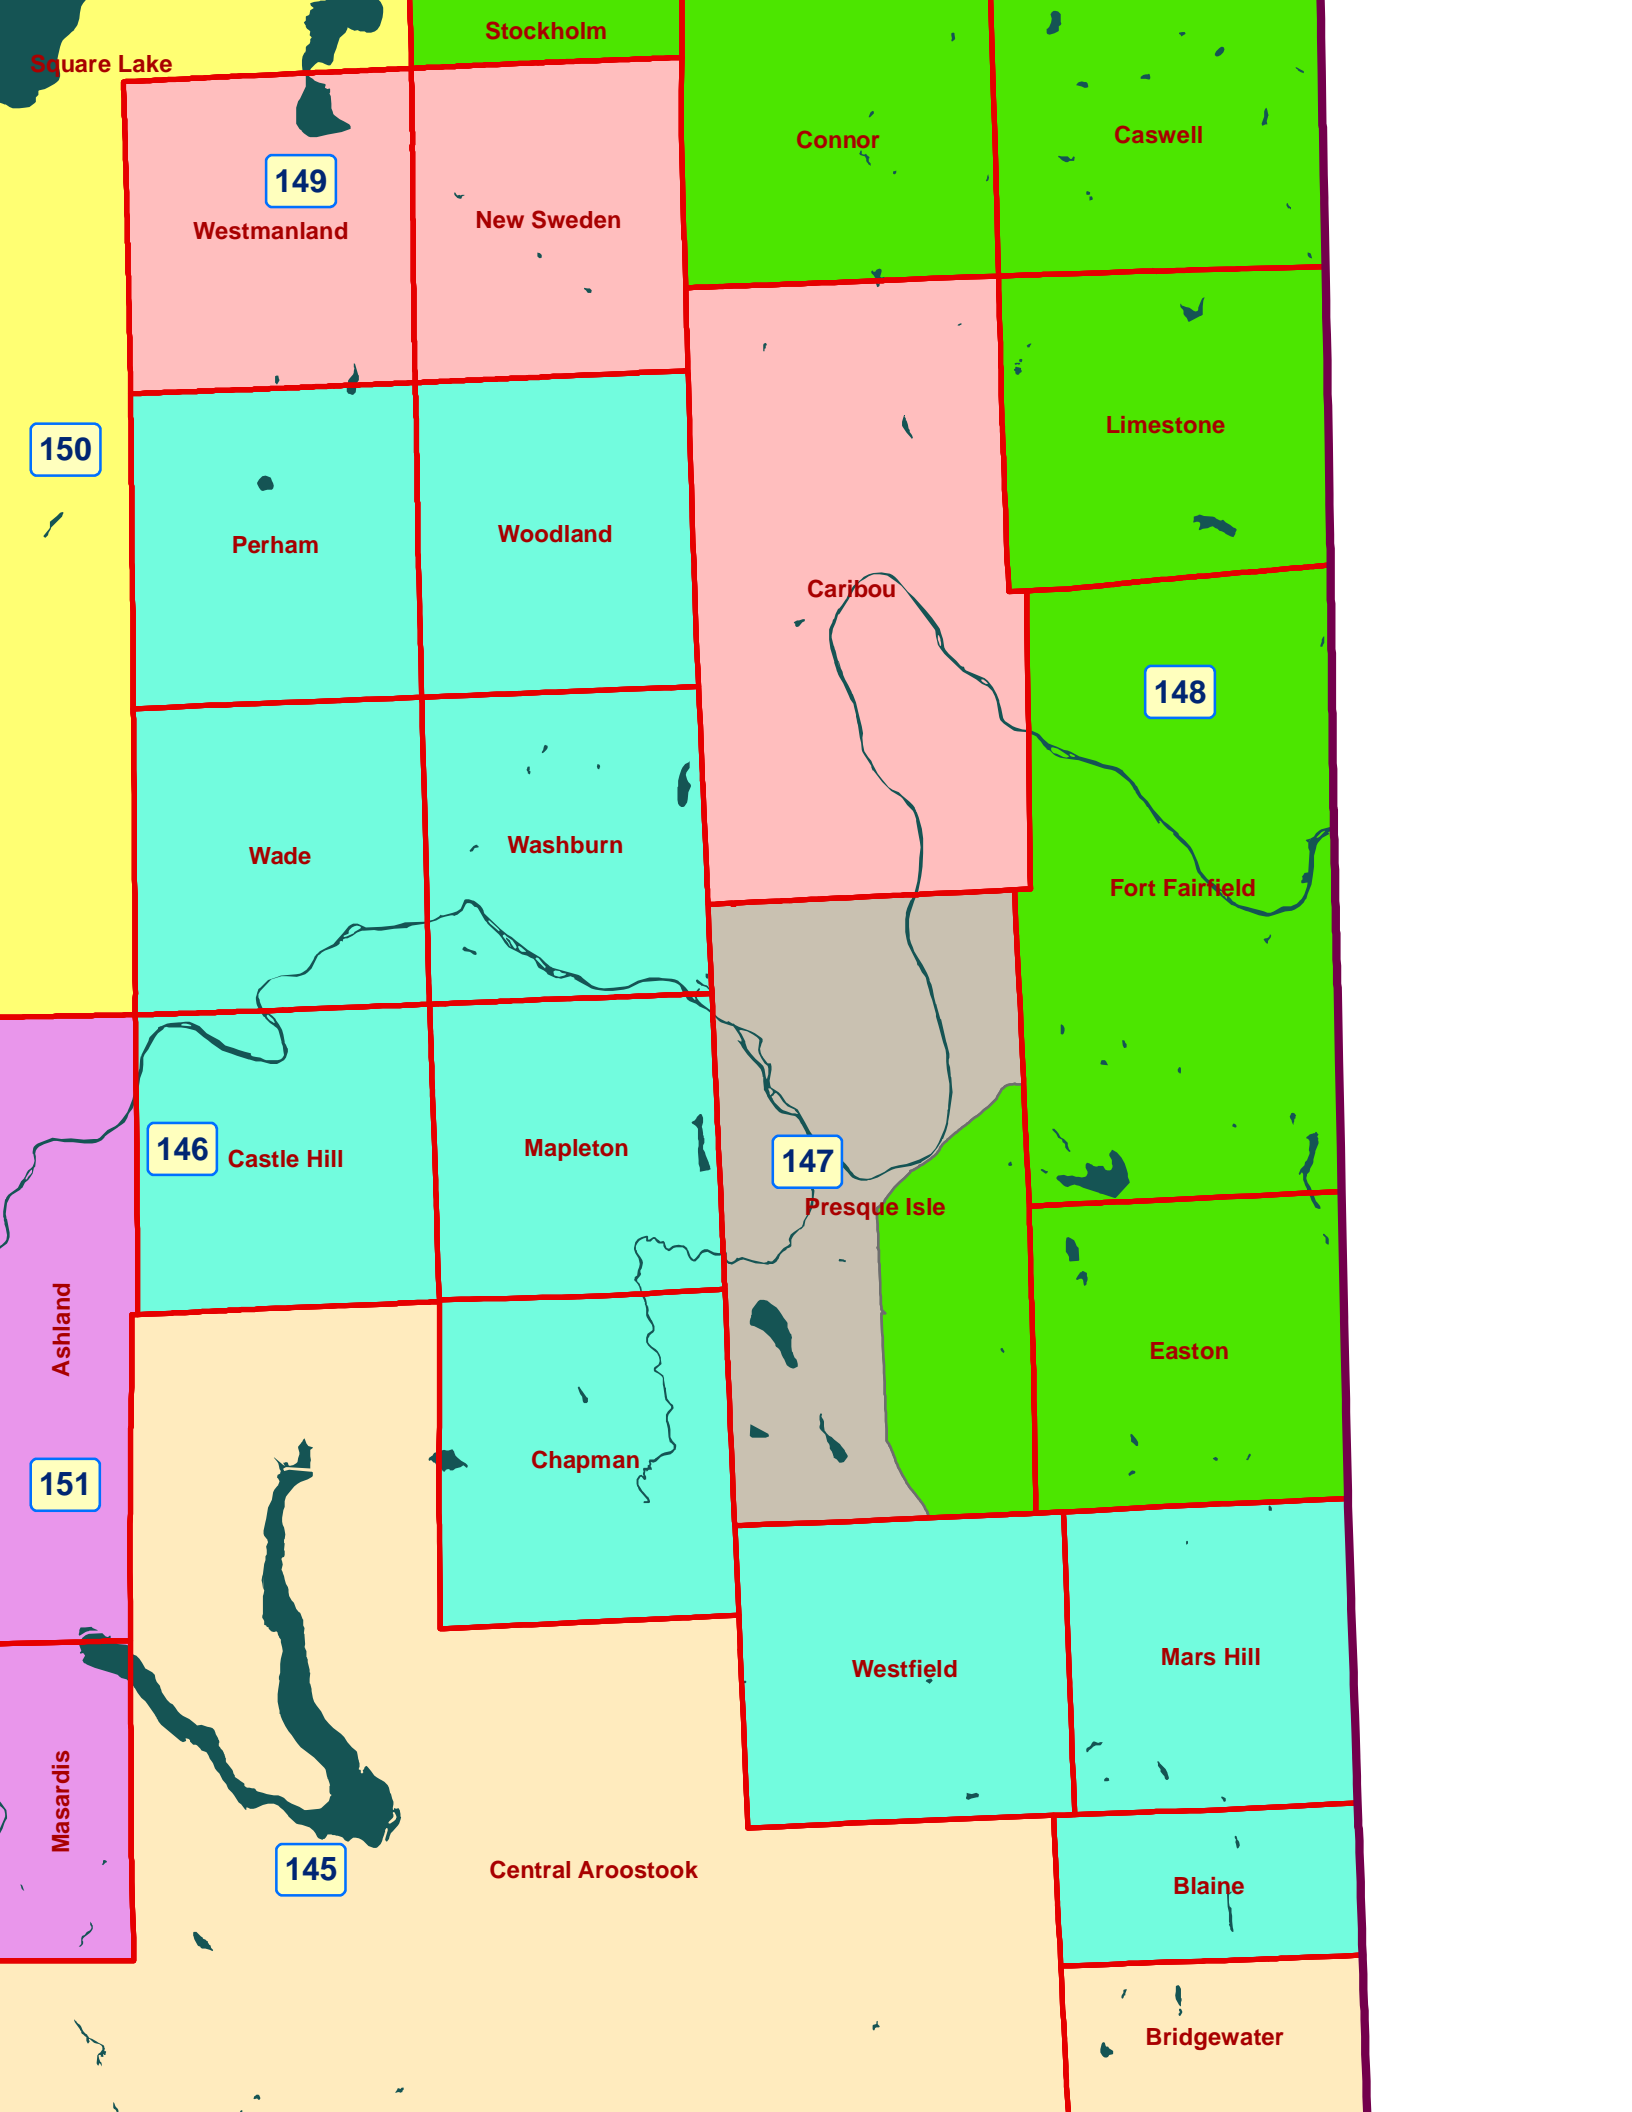 Stockholm
Square Lake
Connor
Caswell
149
Westmanland
New Sweden
Limestone
150
Perham
Woodland
Caribou
148
Wade
Washburn
Fort Fairfield
146
Castle Hill
Mapleton
147
Presque Isle
Ashland
Easton
151
Chapman
Westfield
Mars Hill
Masardis
145
Central Aroostook
Blaine
Bridgewater